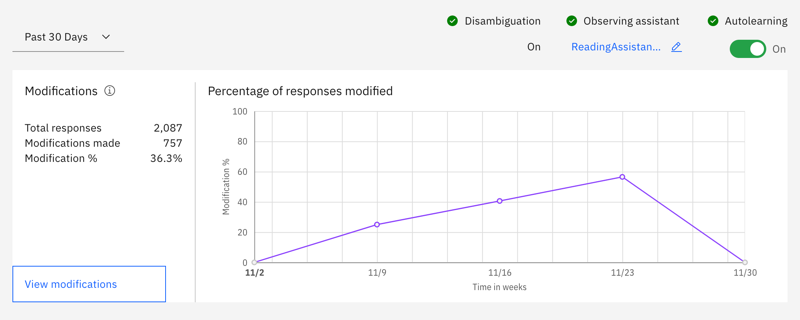 Disambiguation
Observing assistant
Autolearning
Past 30 Days
On
ReadingAssistan...
On
Modifications
Percentage of responses modified
Total responses 2,087
Modifications made 757
Modification % 36.3%
View modifications
Modification %
100
80
60
40
20
0
11/2 11/9 11/16 11/23 11/30
Time in weeks